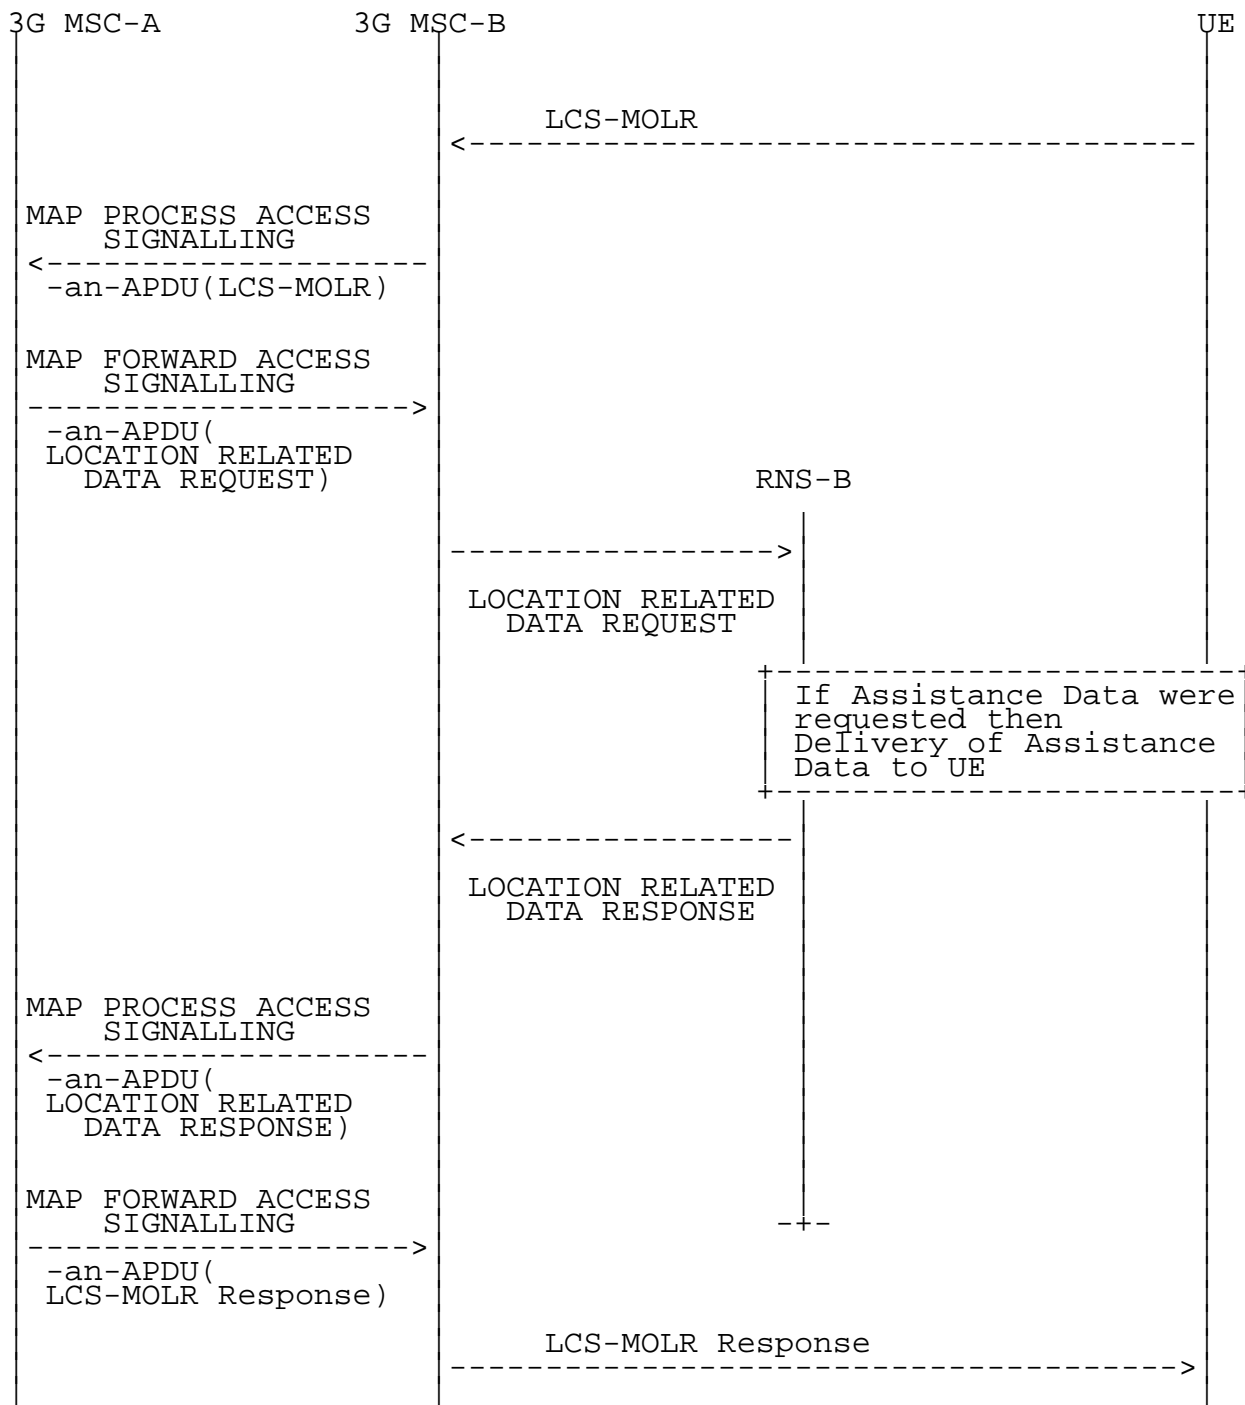 3G MSC-A 3G MSC-B UE
LCS-MOLR
MAP PROCESS ACCESS
SIGNALLING
-an-APDU(LCS-MOLR)
MAP FORWARD ACCESS
SIGNALLING
-an-APDU(
LOCATION RELATED
DATA REQUEST)
RNS-B
LOCATION RELATED
DATA REQUEST
If Assistance Data were
requested then
Delivery of Assistance
Data to UE
LOCATION RELATED
DATA RESPONSE
MAP PROCESS ACCESS
SIGNALLING
-an-APDU(
LOCATION RELATED
DATA RESPONSE)
MAP FORWARD ACCESS
SIGNALLING
-an-APDU(
LCS-MOLR Response)
LCS-MOLR Response